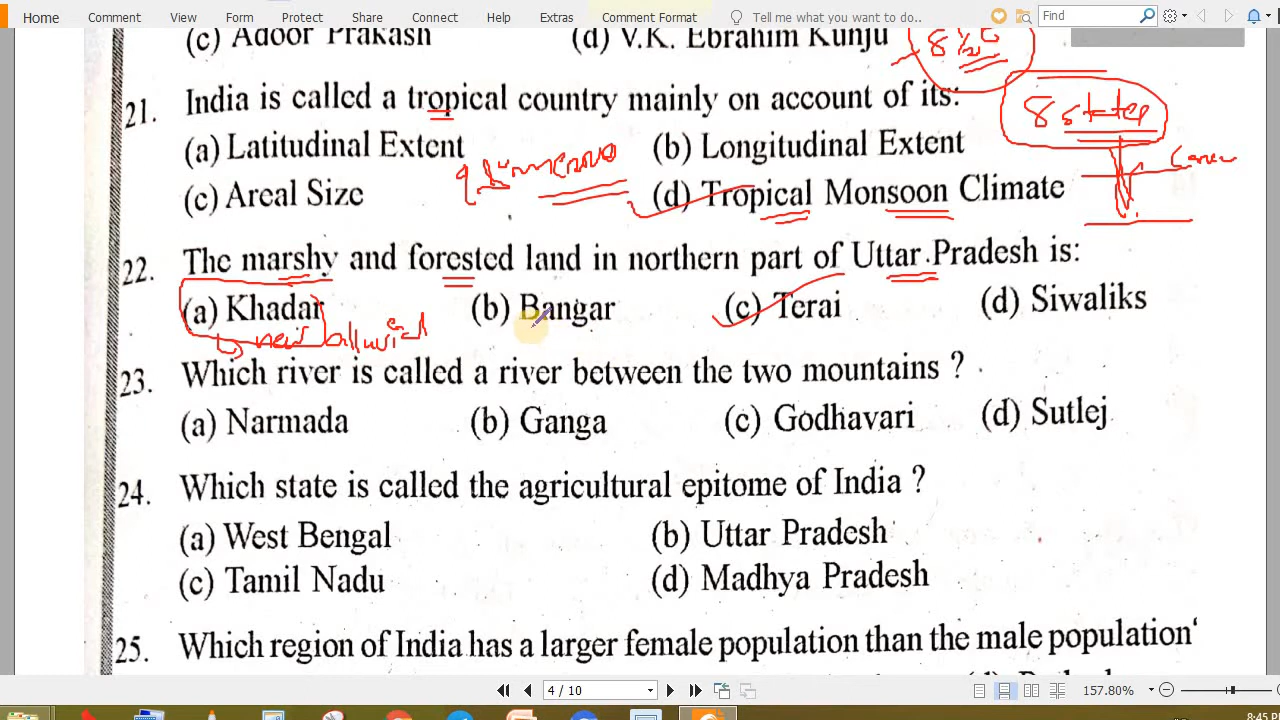 Home Comment View Form Protect Share Connect Help Extras Comment Format Tell me what you want to do.. Find
(c) Adoor Prakash (d) V.K. Ebrahim Kunju
8 states
21. India is called a tropical country mainly on account of its:
(a) Latitudinal Extent (b) Longitudinal Extent
(c) Areal Size (d) Tropical Monsoon Climate
22. The marshy and forested land in northern part of Uttar Pradesh is:
(a) Khadar (b) Bangar (c) Terai (d) Siwaliks
new alluvial
23. Which river is called a river between the two mountains ?
(a) Narmada (b) Ganga (c) Godhavari (d) Sutlej
24. Which state is called the agricultural epitome of India ?
(a) West Bengal (b) Uttar Pradesh
(c) Tamil Nadu (d) Madhya Pradesh
25. Which region of India has a larger female population than the male population
4 / 10 157.80%